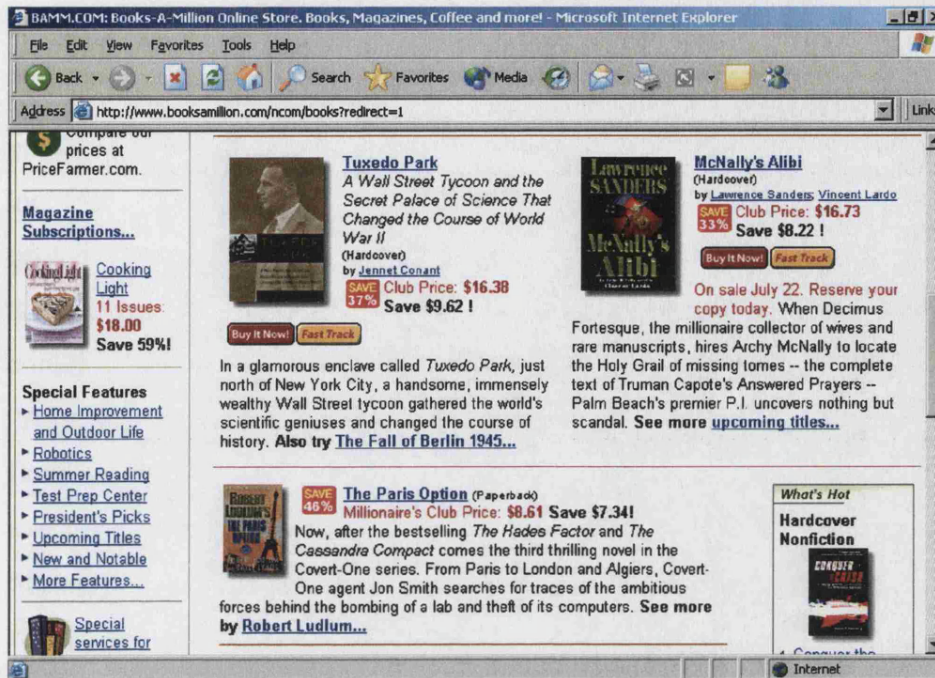 BAMM.COM: Books-A-Million Online Store. Books, Magazines, Coffee and more! - Microsoft Internet Explorer
File Edit View Favorites Tools Help
Back Search Favorites Media
Address http://www.booksamillion.com/ncom/books?redirect=1 Link
Compare our
prices at
PriceFarmer.com.
Magazine
Subscriptions...
CookingLight
Cooking
Light
11 Issues:
$18.00
Save 59%!
Special Features
Home Improvement
and Outdoor Life
Robotics
Summer Reading
Test Prep Center
President's Picks
Upcoming Titles
New and Notable
More Features...
Special
services for
TUXEDO
PARK
Tuxedo Park
A Wall Street Tycoon and the
Secret Palace of Science That
Changed the Course of World
War II
(Hardcover)
by Jennet Conant
SAVE
37%
Club Price: $16.38
Save $9.62 !
Buy It Now! Fast Track
In a glamorous enclave called Tuxedo Park, just
north of New York City, a handsome, immensely
wealthy Wall Street tycoon gathered the world's
scientific geniuses and changed the course of
history. Also try The Fall of Berlin 1945...
Lawrence
SANDERS
McNally's
Alibi
McNally's Alibi
(Hardcover)
by Lawrence Sanders; Vincent Lardo
SAVE
33%
Club Price: $16.73
Save $8.22 !
Buy It Now! Fast Track
On sale July 22. Reserve your
copy today. When Decimus
Fortesque, the millionaire collector of wives and
rare manuscripts, hires Archy McNally to locate
the Holy Grail of missing tomes -- the complete
text of Truman Capote's Answered Prayers --
Palm Beach's premier P.I. uncovers nothing but
scandal. See more upcoming titles...
ROBERT
LUDLUM'S
THE PARIS
OPTION
SAVE
46%
The Paris Option (Paperback)
Millionaire's Club Price: $8.61 Save $7.34!
Now, after the bestselling The Hades Factor and The
Cassandra Compact comes the third thrilling novel in the
Covert-One series. From Paris to London and Algiers, Covert-
One agent Jon Smith searches for traces of the ambitious
forces behind the bombing of a lab and theft of its computers. See more
by Robert Ludlum...
What's Hot
Hardcover
Nonfiction
CONQUER
CRISIS
Conquer the
Internet